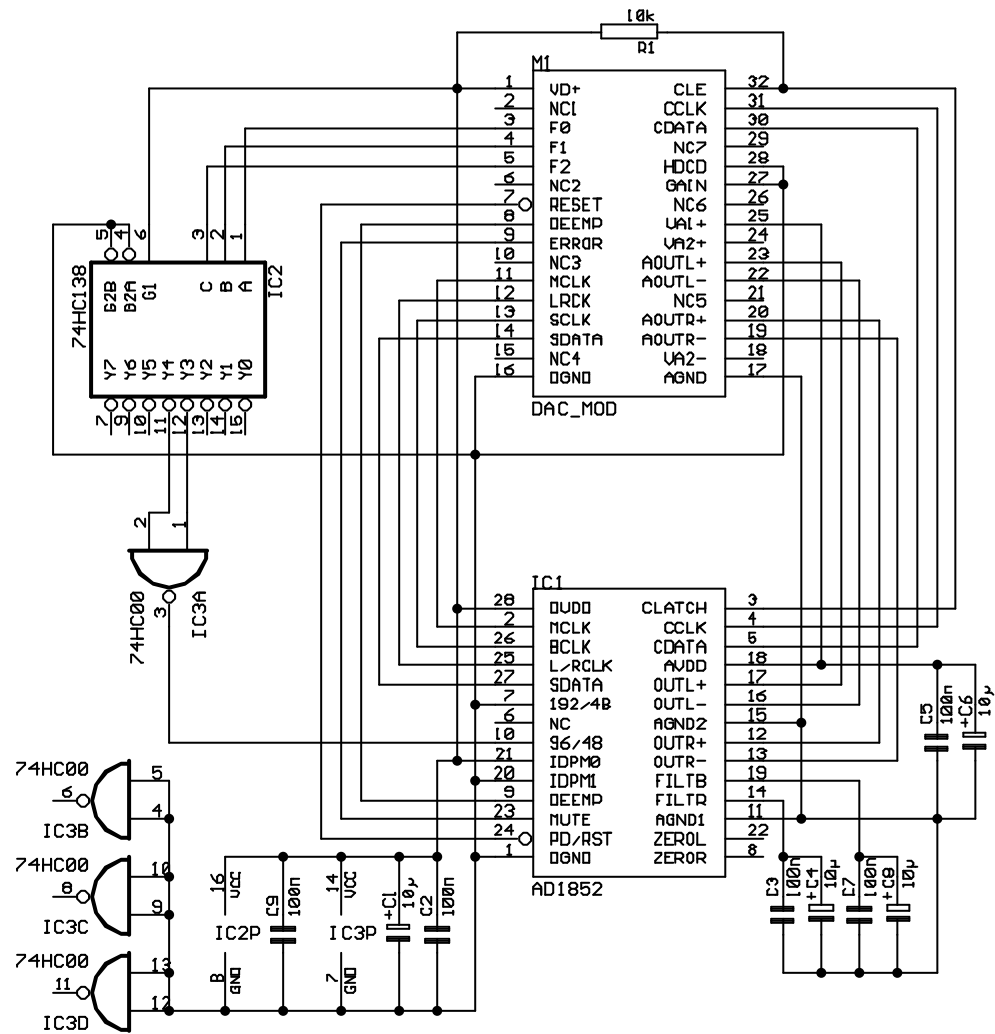 10k
R1
M1
1 VD+ CLE 32
2 NC1 CCLK 31
3 F0 CDATA 30
4 F1 NC7 29
5 F2 HDCD 28
6 NC2 GAIN 27
7 RESET NC6 26
8 DEEMP VA1+ 25
9 ERROR VA2+ 24
10 NC3 AOUTL+ 23
11 MCLK AOUTL- 22
12 LRCK NC5 21
13 SCLK AOUTR+ 20
14 SDATA AOUTR- 19
15 NC4 VA2- 18
16 DGND AGND 17
DAC_MOD
5 4 6 3 2 1
G2B G2A G1 C B A
74HC138
IC2
Y7 Y6 Y5 Y4 Y3 Y2 Y1 Y0
7 9 10 11 12 13 14 15
2 1
3
74HC00
IC3A
IC1
28 DVDD CLATCH 3
2 MCLK CCLK 4
26 BCLK CDATA 5
25 L/RCLK AVDD 18
27 SDATA OUTL+ 17
7 192/48 OUTL- 16
6 NC AGND2 15
10 96/48 OUTR+ 12
21 IDPM0 OUTR- 13
20 IDPM1 FILTB 19
9 DEEMP FILTR 14
23 MUTE AGND1 11
24 PD/RST ZEROL 22
1 DGND ZEROR 8
AD1852
C5 100n
+C6 10µ
74HC00
5
6
4
IC3B
74HC00
10
8
9
IC3C
74HC00
13
11
12
IC3D
16 VCC
IC2P
8 GND
C9 100n
14 VCC
IC3P
7 GND
+C1 10µ
C2 100n
C3 100n
+C4 10µ
C7 100n
+C8 10µ